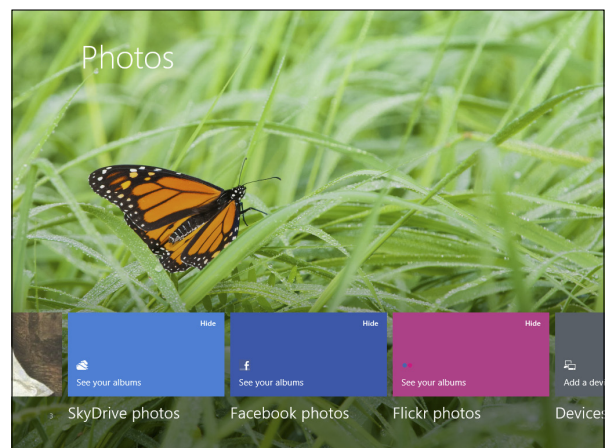 Photos
Hide
Hide
Hide
See your albums
See your albums
See your albums
Add a dev
3
SkyDrive photos
Facebook photos
Flickr photos
Devices